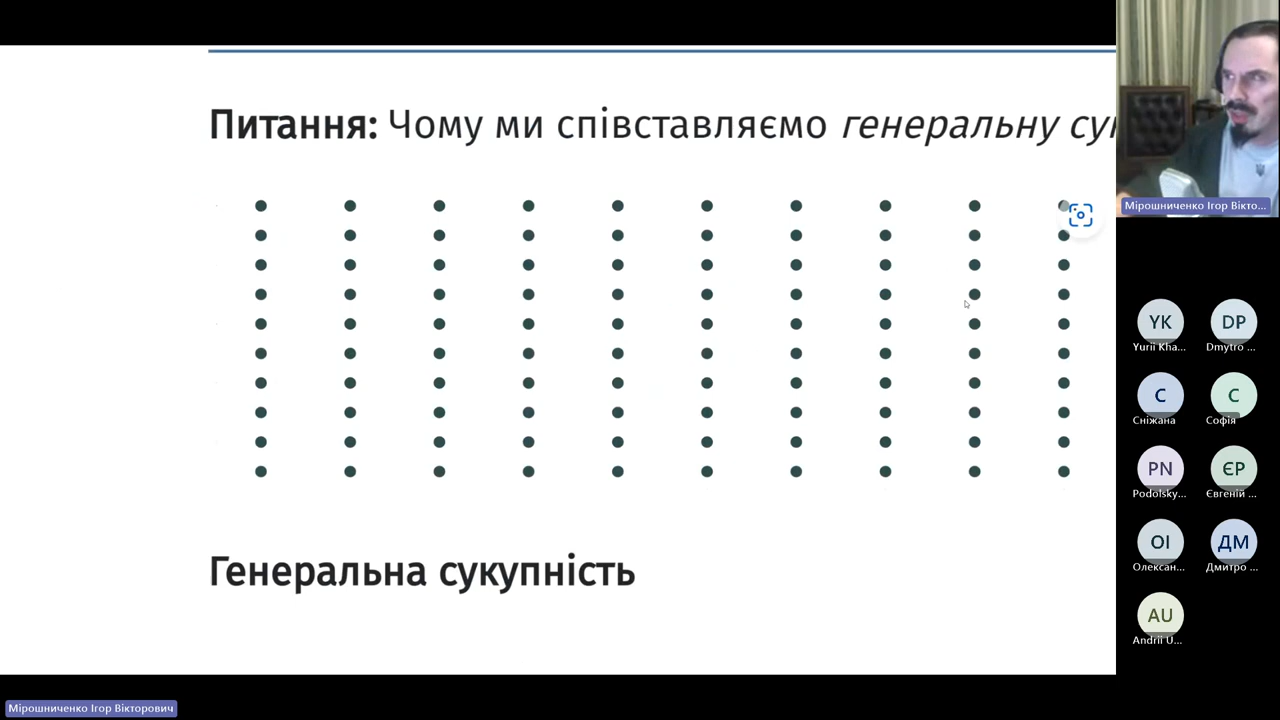 Питання: Чому ми співставляємо генеральну сук
Генеральна сукупність
Мірошниченко Ігор Вікто...
YK
DP
Yurii Kha...
Dmytro ...
С
С
Сніжана
Софія
PN
ЄР
Podolsky...
Євгеній ...
OI
ДМ
Олексан...
Дмитро ...
AU
Andrii U...
Мірошниченко Ігор Вікторович